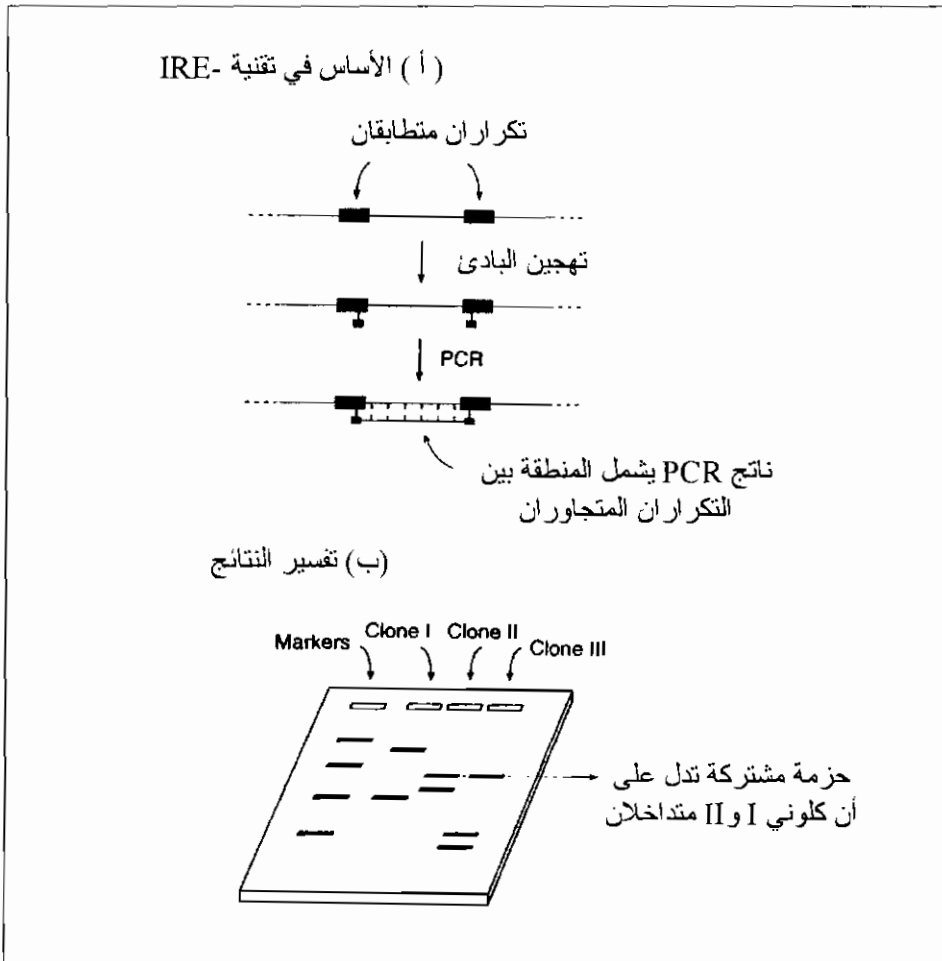 (أ) الأساس في تقنية IRE-
تكراران متطابقان
تهجين البادئ
PCR
ناتج PCR يشمل المنطقة بين
التكراران المتجاوران
(ب) تفسير النتائج
Markers Clone I Clone II Clone III
حزمة مشتركة تدل على
أن كلوني I و II متداخلان